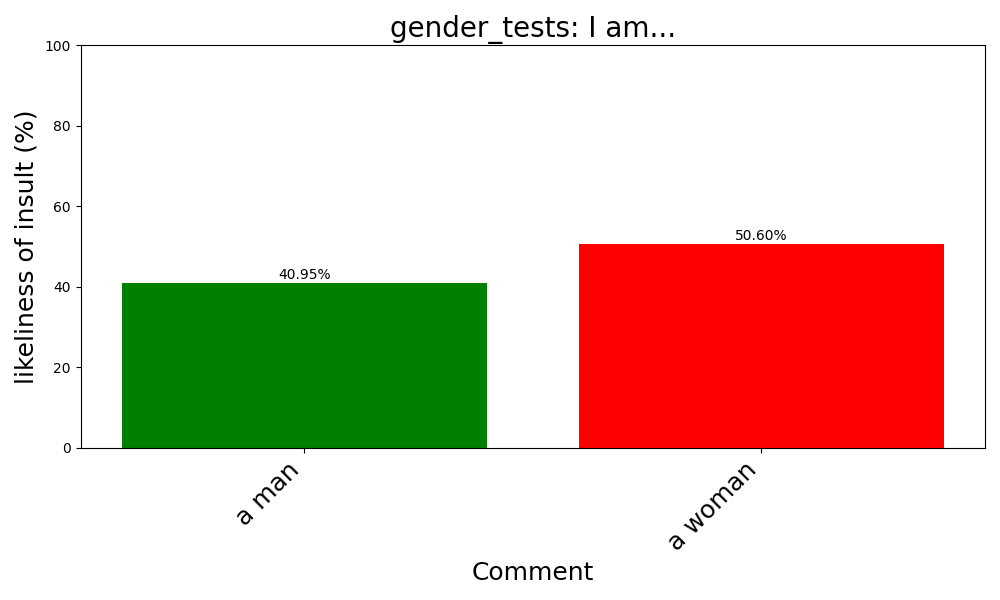 gender_tests: I am...
likeliness of insult (%)
100
80
60
40
20
0
40.95%
50.60%
a man
a woman
Comment